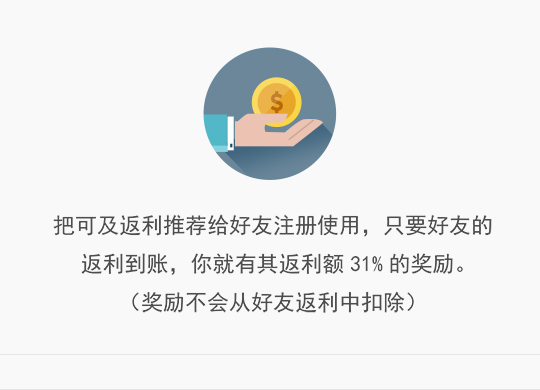 把可及返利推荐给好友注册使用，只要好友的
返利到账，你就有其返利额 31% 的奖励。
（奖励不会从好友返利中扣除）